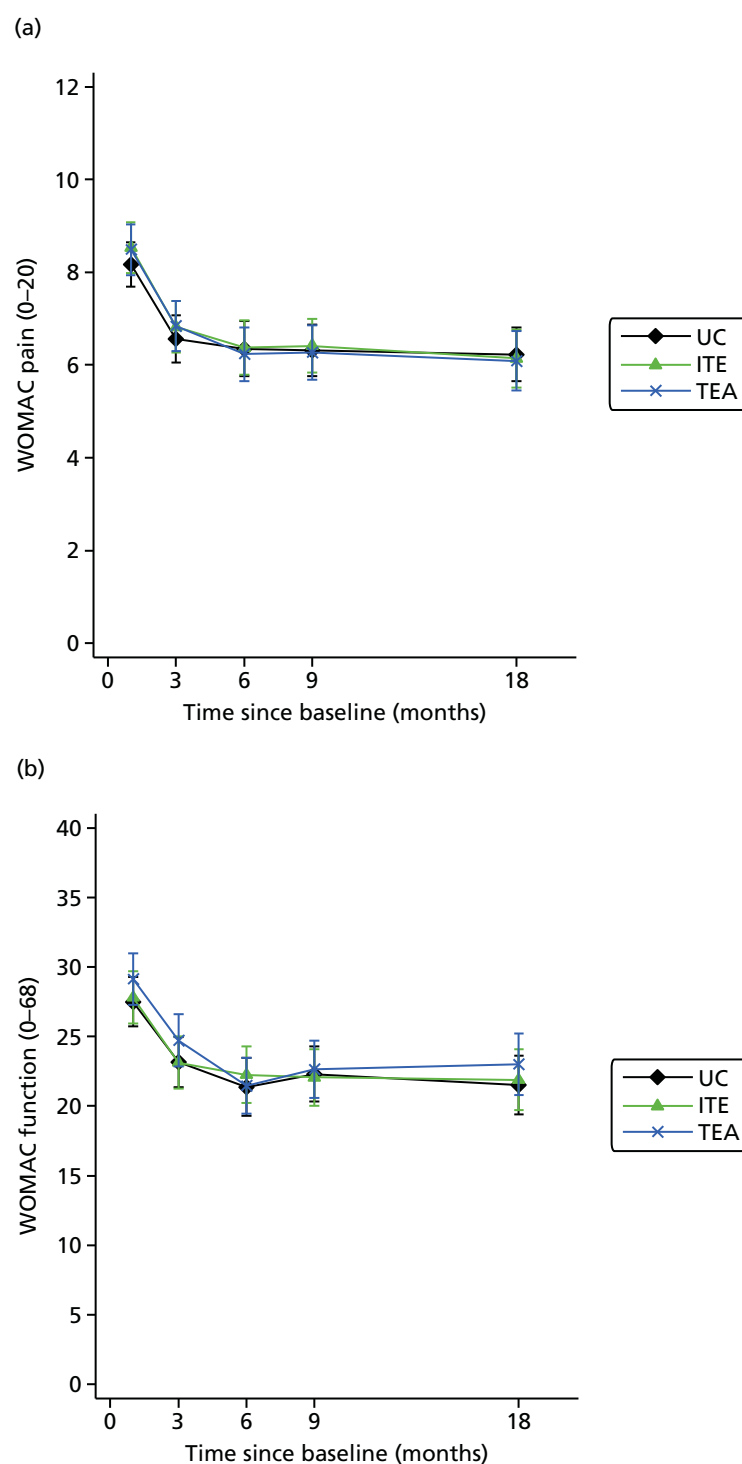 (a)
12
10
8
6
4
2
0
WOMAC pain (0–20)
0 3 6 9 18
Time since baseline (months)
UC
ITE
TEA
(b)
40
35
30
25
20
15
10
5
0
WOMAC function (0–68)
0 3 6 9 18
Time since baseline (months)
UC
ITE
TEA